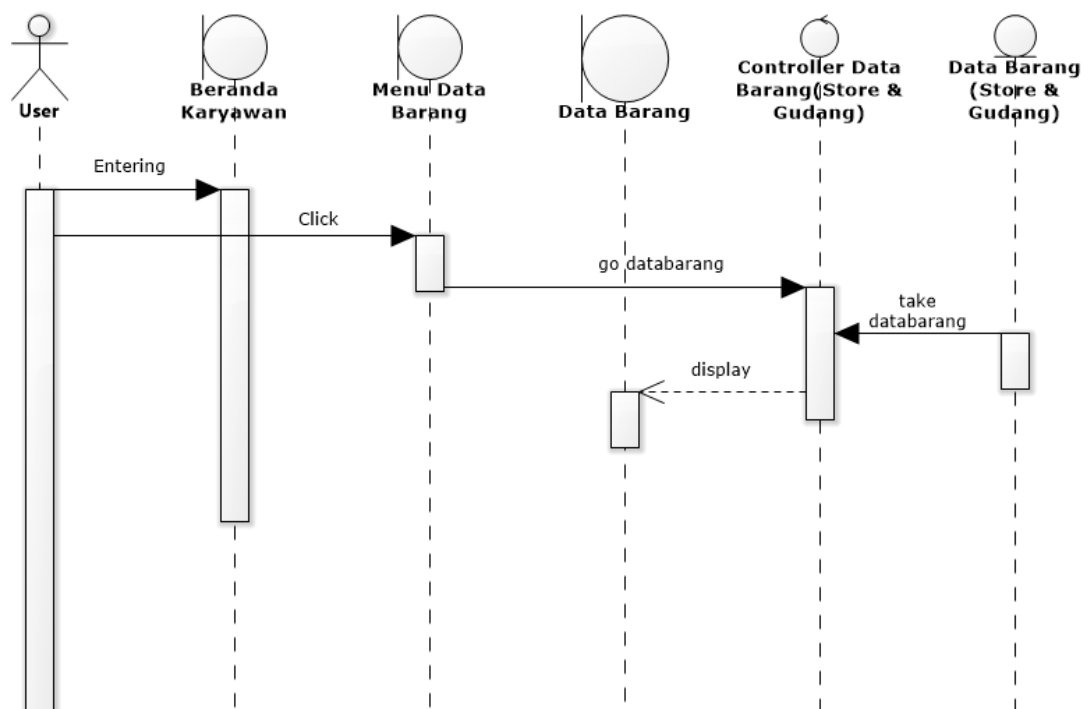 User
Beranda
Karyawan
Menu Data
Barang
Data Barang
Controller Data
Barang(Store &
Gudang)
Data Barang
(Store &
Gudang)
Entering
Click
go databarang
take
databarang
display